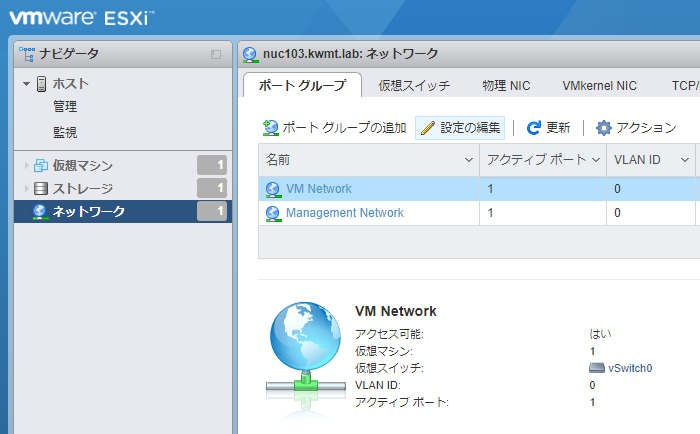 vmware ESXi™
ナビゲータ
ホスト
管理
監視
仮想マシン 1
ストレージ 1
ネットワーク 1
nuc103.kwmt.lab: ネットワーク
ポート グループ 仮想スイッチ 物理 NIC VMkernel NIC TCP/
ポート グループの追加 設定の編集 更新 アクション
名前 アクティブ ポート VLAN ID
VM Network 1 0
Management Network 1 0
VM Network
アクセス可能: はい
仮想マシン: 1
仮想スイッチ: vSwitch0
VLAN ID: 0
アクティブ ポート: 1